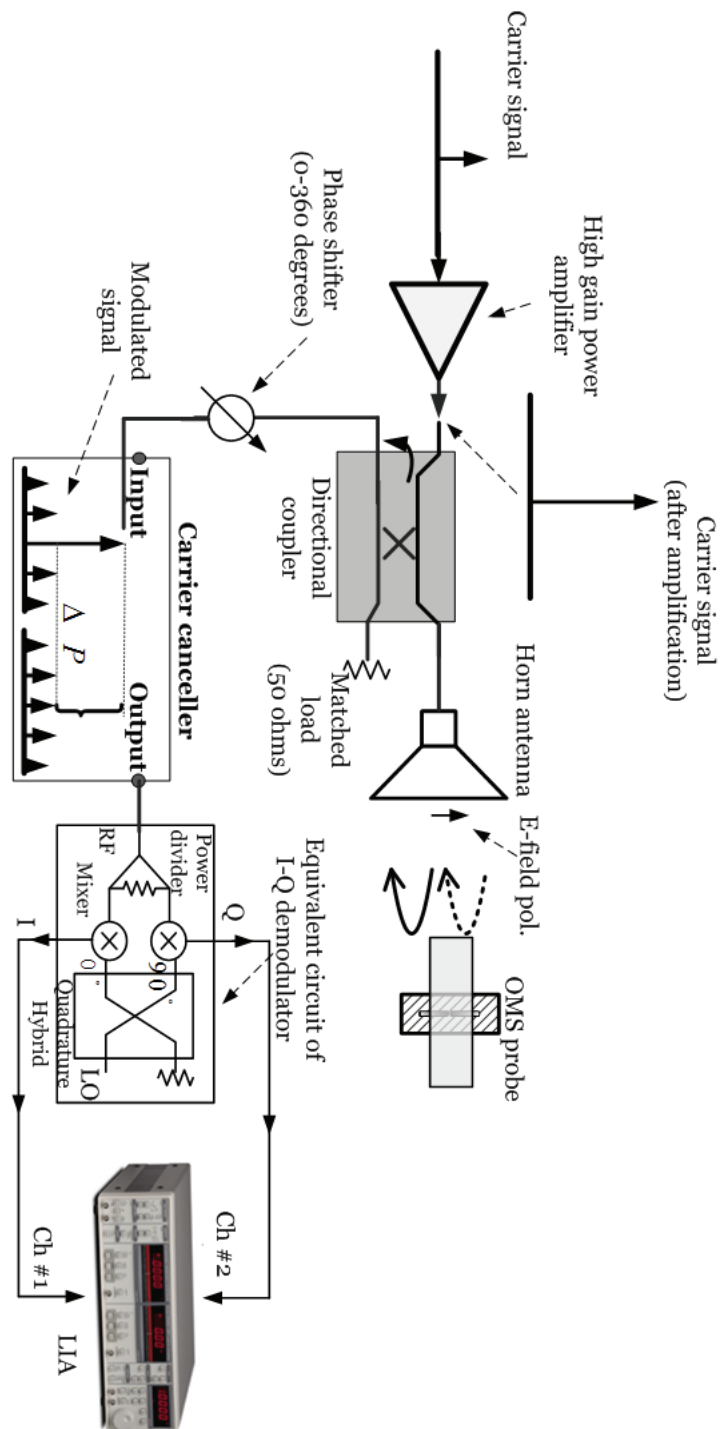 Carrier signal
High gain power
amplifier
Carrier signal
(after amplification)
Phase shifter
(0-360 degrees)
Directional
coupler
Matched
load
(50 ohms)
Horn antenna
E-field pol.
OMS probe
Modulated
signal
Input
Carrier canceller
Output
Δ P
Equivalent circuit of
I-Q demodulator
Power
divider
RF
Mixer
Q
I
90°
0°
Quadrature
Hybrid
LO
Ch #2
Ch #1
LIA